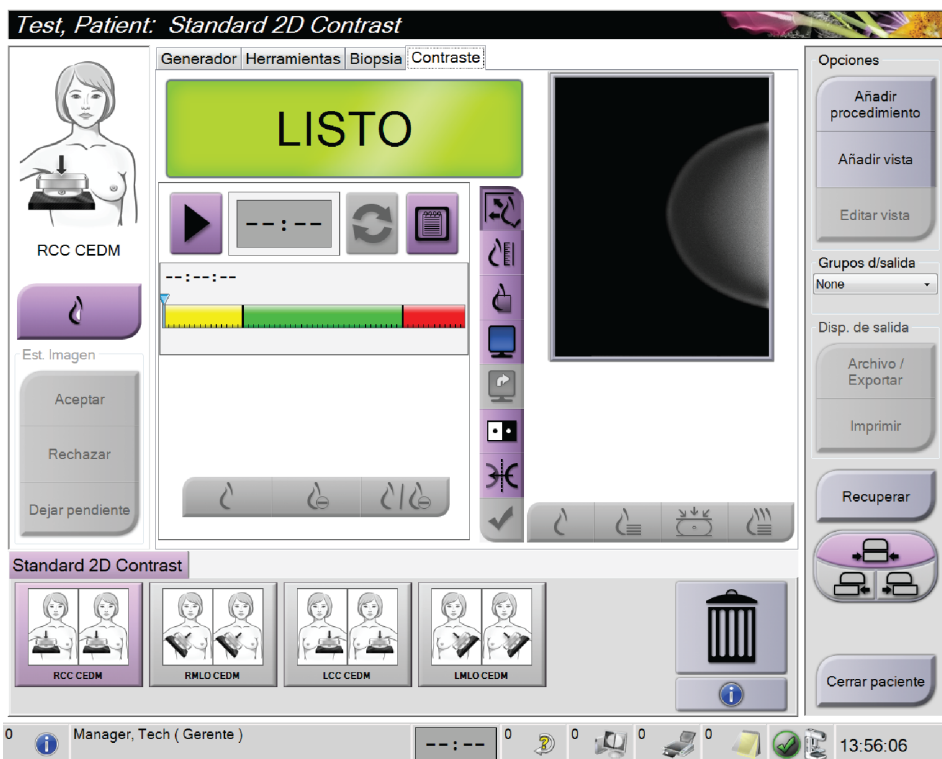 Test, Patient: Standard 2D Contrast
Generador Herramientas Biopsia Contraste
LISTO
--:--
--:--:--
RCC CEDM
Est. Imagen
Aceptar
Rechazar
Dejar pendiente
Opciones
Añadir
procedimiento
Añadir vista
Editar vista
Grupos d/salida
None
Disp. de salida
Archivo /
Exportar
Imprimir
Recuperar
Cerrar paciente
Standard 2D Contrast
RCC CEDM
RMLO CEDM
LCC CEDM
LMLO CEDM
0 Manager, Tech ( Gerente ) --:-- 0 0 0 0 13:56:06